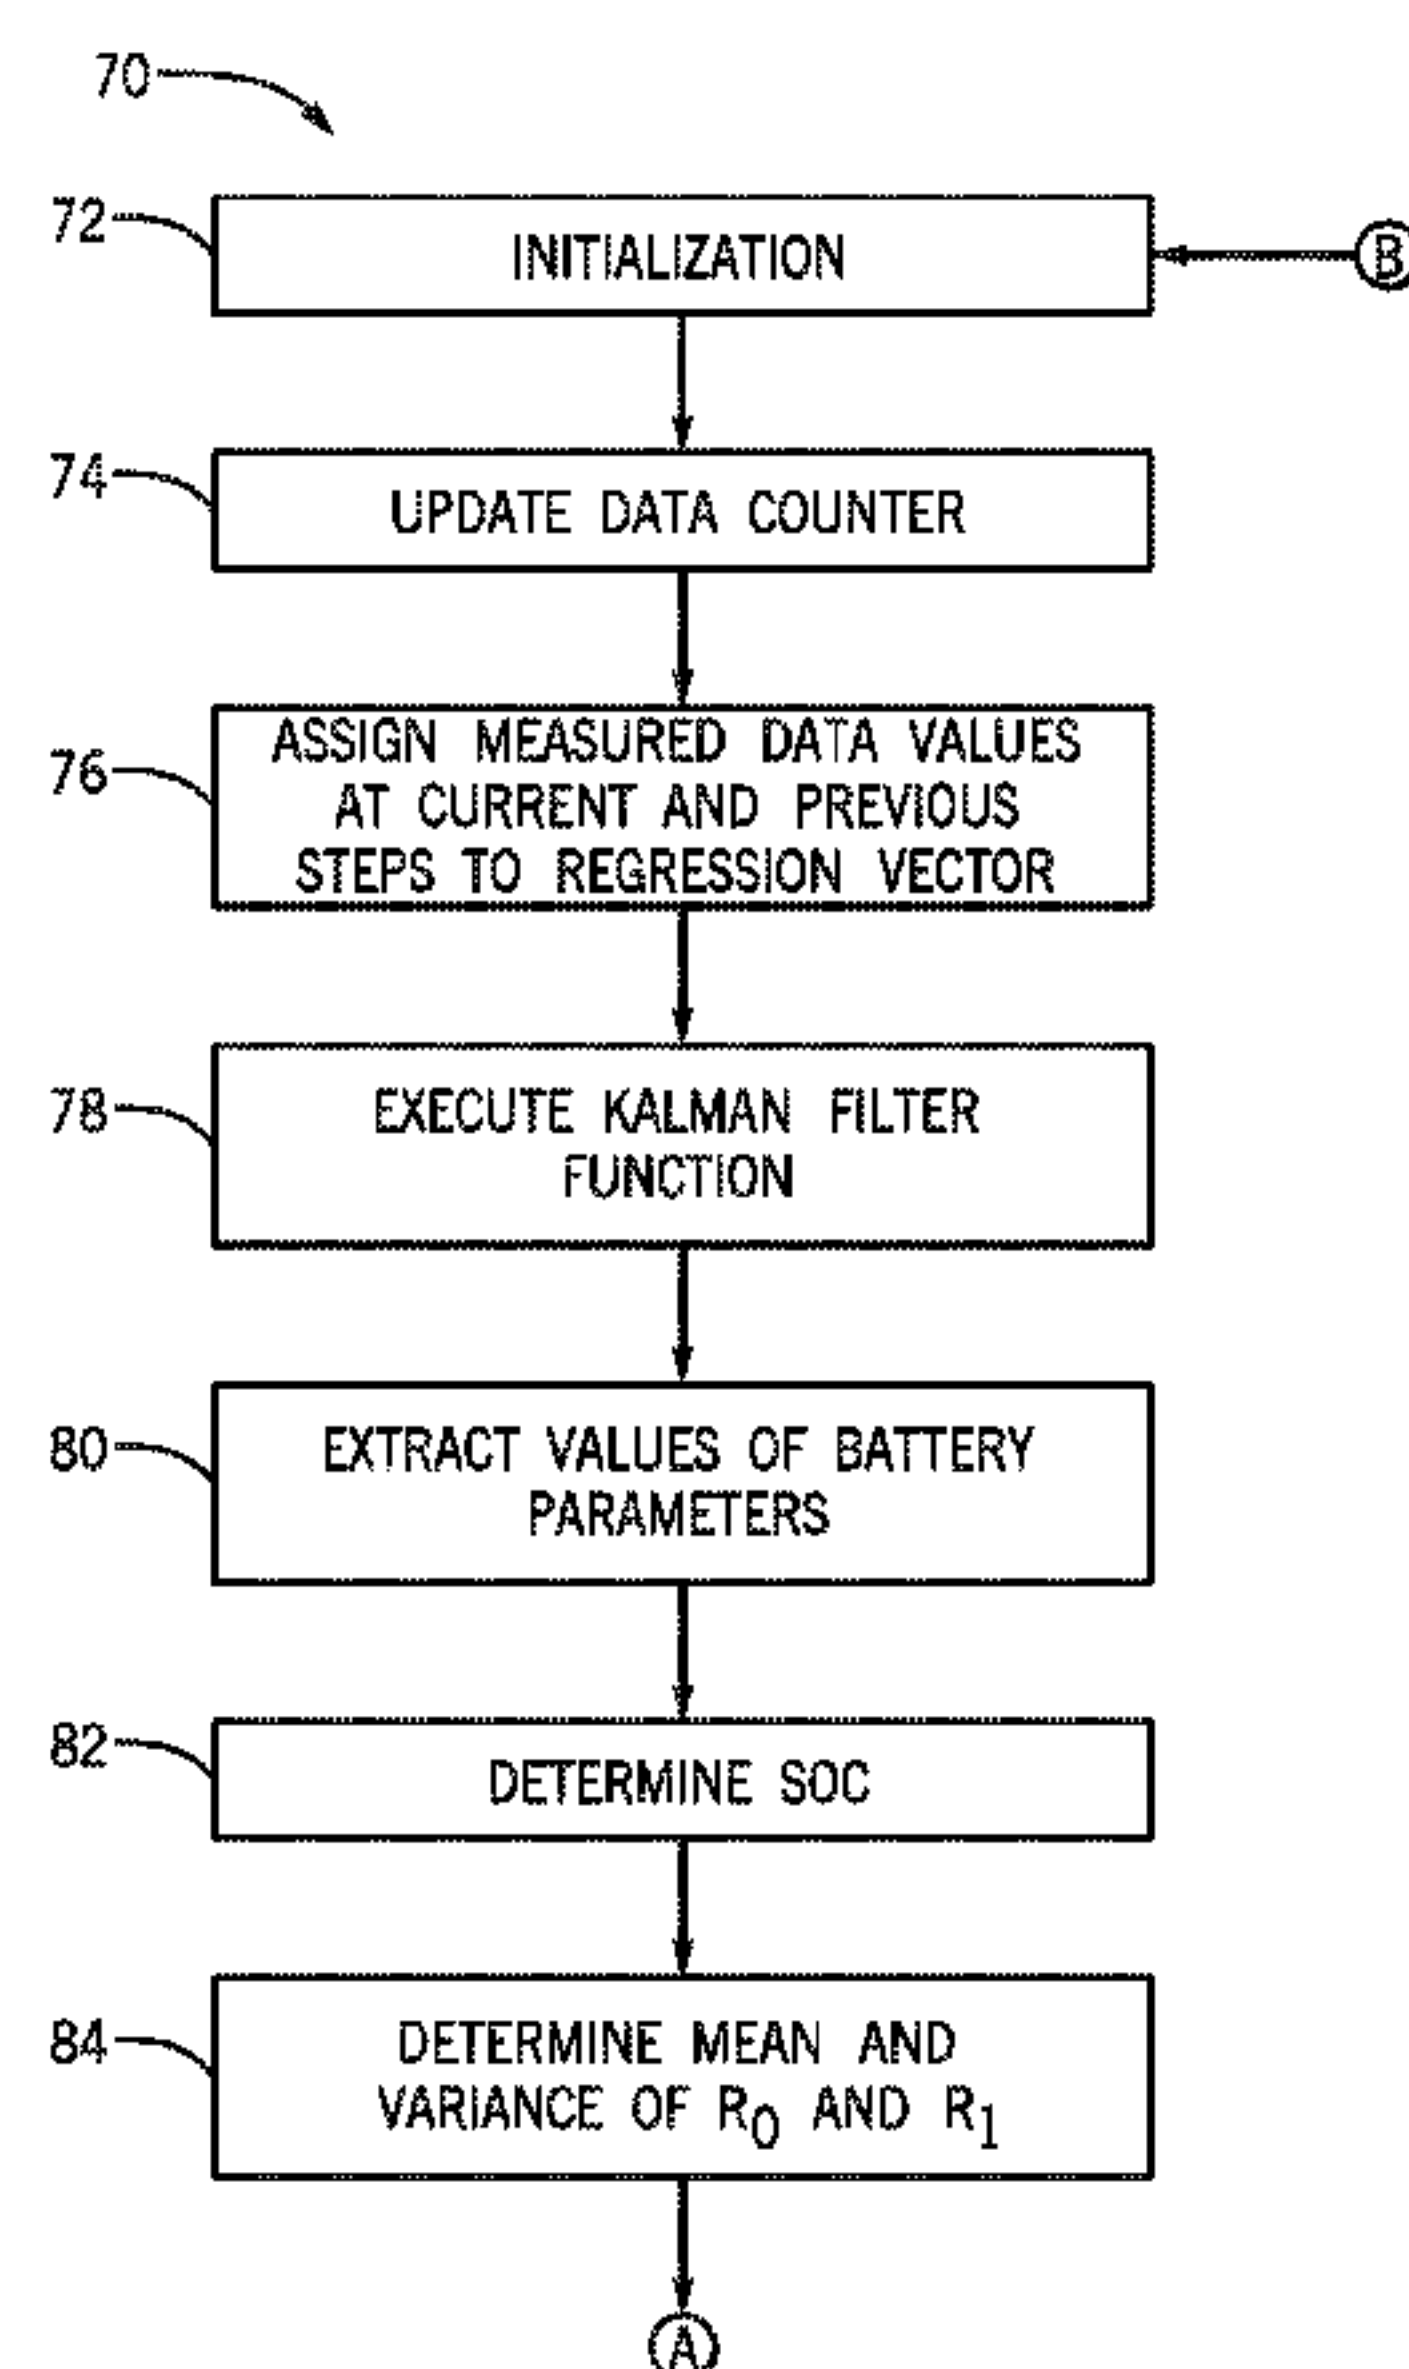 70
72
INITIALIZATION
B
74
UPDATE DATA COUNTER
76
ASSIGN MEASURED DATA VALUES
AT CURRENT AND PREVIOUS
STEPS TO REGRESSION VECTOR
78
EXECUTE KALMAN FILTER
FUNCTION
80
EXTRACT VALUES OF BATTERY
PARAMETERS
82
DETERMINE SOC
84
DETERMINE MEAN AND
VARIANCE OF R0 AND R1
A